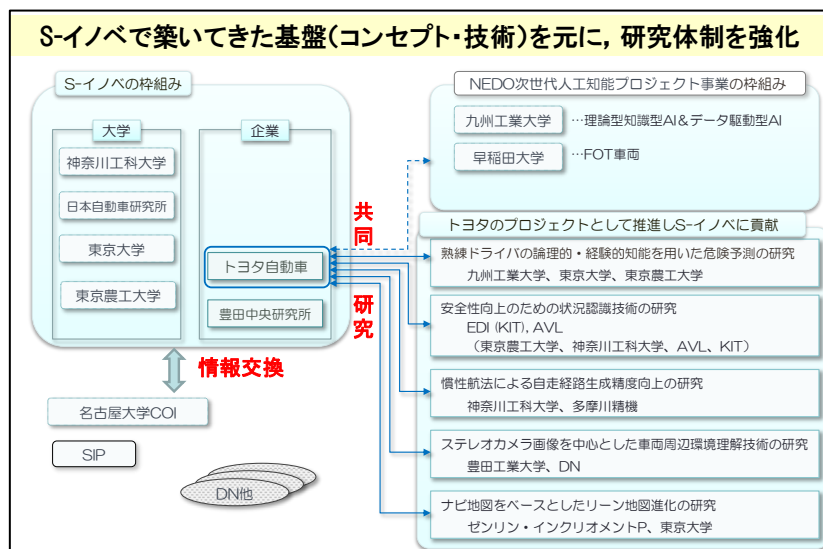 S-イノベで築いてきた基盤(コンセプト・技術)を元に, 研究体制を強化
S-イノベの枠組み
大学
神奈川工科大学
日本自動車研究所
東京大学
東京農工大学
企業
トヨタ自動車
豊田中央研究所
共同
研究
情報交換
名古屋大学COI
SIP
DN他
NEDO次世代人工知能プロジェクト事業の枠組み
九州工業大学 …理論型知識型AI&データ駆動型AI
早稲田大学 …FOT車両
トヨタのプロジェクトとして推進しS-イノベに貢献
熟練ドライバの論理的・経験的知能を用いた危険予測の研究
九州工業大学、東京大学、東京農工大学
安全性向上のための状況認識技術の研究
EDI (KIT), AVL
(東京農工大学、神奈川工科大学、AVL、KIT)
慣性航法による自走経路生成精度向上の研究
神奈川工科大学、多摩川精機
ステレオカメラ画像を中心とした車両周辺環境理解技術の研究
豊田工業大学、DN
ナビ地図をベースとしたリーン地図進化の研究
ゼンリン・インクリオメントP、東京大学